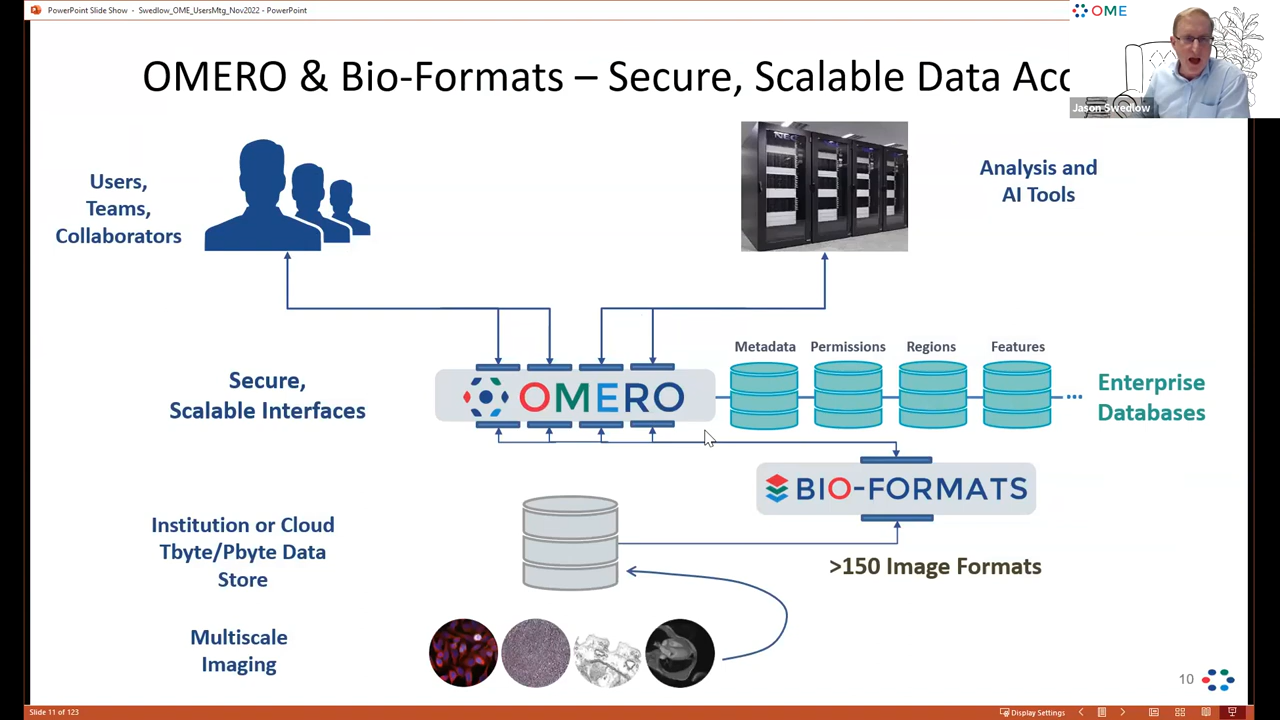 PowerPoint Slide Show - Swedlow_OME_UsersMtg_Nov2022 - PowerPoint
OME
OMERO & Bio-Formats – Secure, Scalable Data
Jason Swedlow
NEC
Users,
Teams,
Collaborators
Analysis and
AI Tools
Metadata
Permissions
Regions
Features
Secure,
Scalable Interfaces
OMERO
...
Enterprise
Databases
BIO-FORMATS
Institution or Cloud
Tbyte/Pbyte Data
Store
>150 Image Formats
Multiscale
Imaging
10
Slide 11 of 123
Display Settings